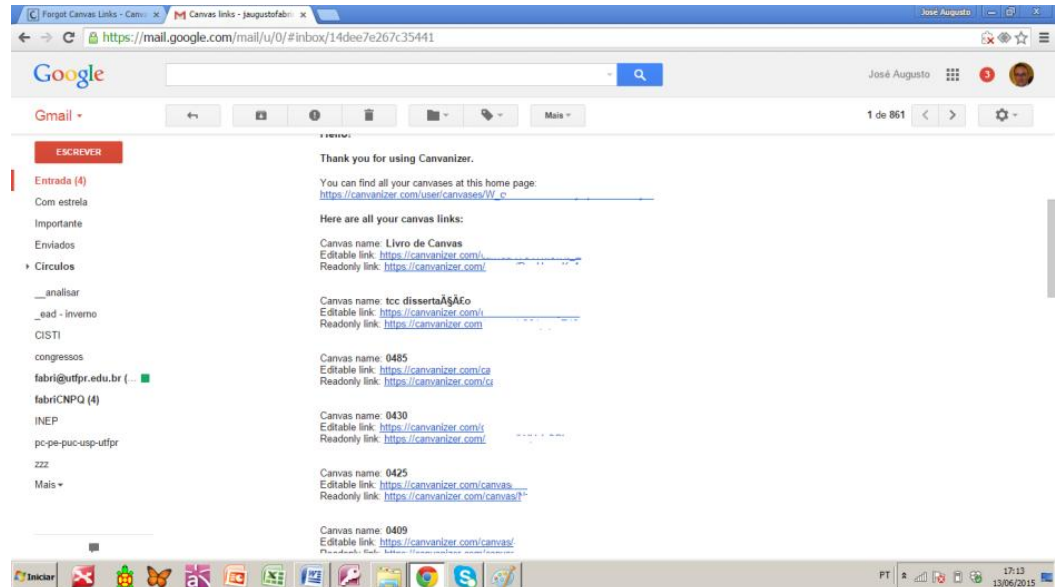 Forgot Canvas Links - Canv
Canvas links - jaugustofabri
José Augusto
https://mail.google.com/mail/u/0/#inbox/14dee7e267c35441
Google
José Augusto
3
Gmail
Mais
1 de 861
ESCREVER
Entrada (4)
Com estrela
Importante
Enviados
Círculos
__analisar
_ead - inverno
CISTI
congressos
fabri@utfpr.edu.br (...
fabriCNPQ (4)
INEP
pc-pe-puc-usp-utfpr
zzz
Mais
Hello!
Thank you for using Canvanizer.
You can find all your canvases at this home page:
https://canvanizer.com/user/canvases/W_c
Here are all your canvas links:
Canvas name: Livro de Canvas
Editable link: https://canvanizer.com/
Readonly link: https://canvanizer.com/
Canvas name: tcc dissertaÃ§Ã£o
Editable link: https://canvanizer.com/
Readonly link: https://canvanizer.com
Canvas name: 0485
Editable link: https://canvanizer.com/ca
Readonly link: https://canvanizer.com/ca
Canvas name: 0430
Editable link: https://canvanizer.com/c
Readonly link: https://canvanizer.com/
Canvas name: 0425
Editable link: https://canvanizer.com/canvas
Readonly link: https://canvanizer.com/canvas/
Canvas name: 0409
Editable link: https://canvanizer.com/canvas/
Readonly link: https://canvanizer.com/canvas
Iniciar
PT
17:13
13/06/2015